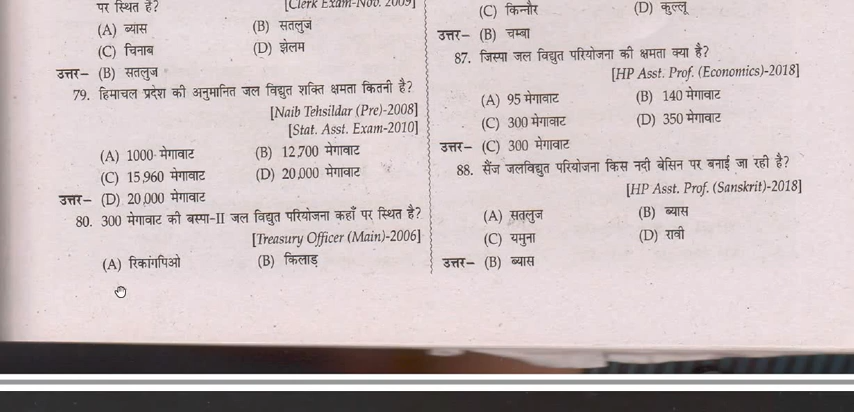 पर स्थित है?
[Clerk Exam-Nov. 2009]
(A) ब्यास (B) सतलुज
(C) चिनाब (D) झेलम
उत्तर– (B) सतलुज
79. हिमाचल प्रदेश की अनुमानित जल विद्युत शक्ति क्षमता कितनी है?
[Naib Tehsildar (Pre)-2008]
[Stat. Asst. Exam-2010]
(A) 1000 मेगावाट (B) 12,700 मेगावाट
(C) 15,960 मेगावाट (D) 20,000 मेगावाट
उत्तर– (D) 20,000 मेगावाट
80. 300 मेगावाट की बस्पा-II जल विद्युत परियोजना कहाँ पर स्थित है?
[Treasury Officer (Main)-2006]
(A) रिकांगपिओ (B) किलाड़
(C) किन्नौर (D) कुल्लू
उत्तर– (B) चम्बा
87. जिस्पा जल विद्युत परियोजना की क्षमता क्या है?
[HP Asst. Prof. (Economics)-2018]
(A) 95 मेगावाट (B) 140 मेगावाट
(C) 300 मेगावाट (D) 350 मेगावाट
उत्तर– (C) 300 मेगावाट
88. सैंज जलविद्युत परियोजना किस नदी बेसिन पर बनाई जा रही है?
[HP Asst. Prof. (Sanskrit)-2018]
(A) सतलुज (B) ब्यास
(C) यमुना (D) रावी
उत्तर– (B) ब्यास